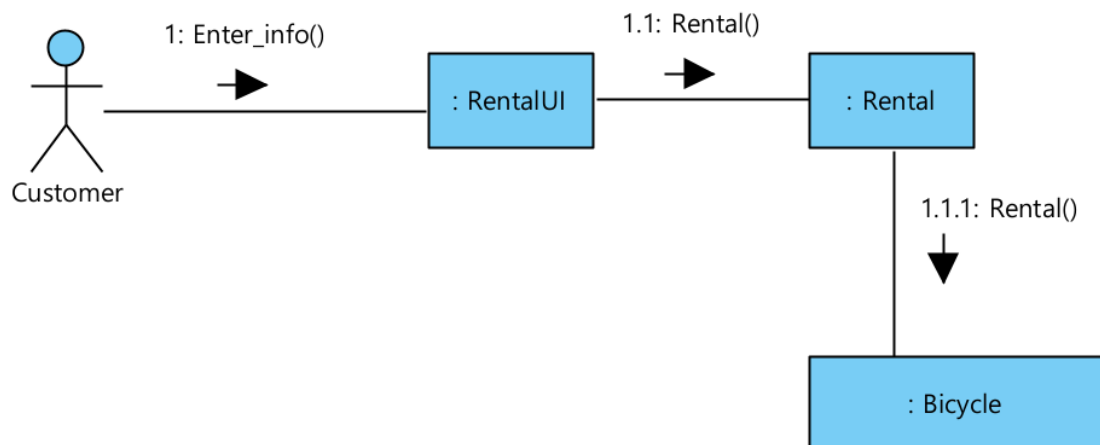 1: Enter_info()
1.1: Rental()
: RentalUI
: Rental
Customer
1.1.1: Rental()
: Bicycle